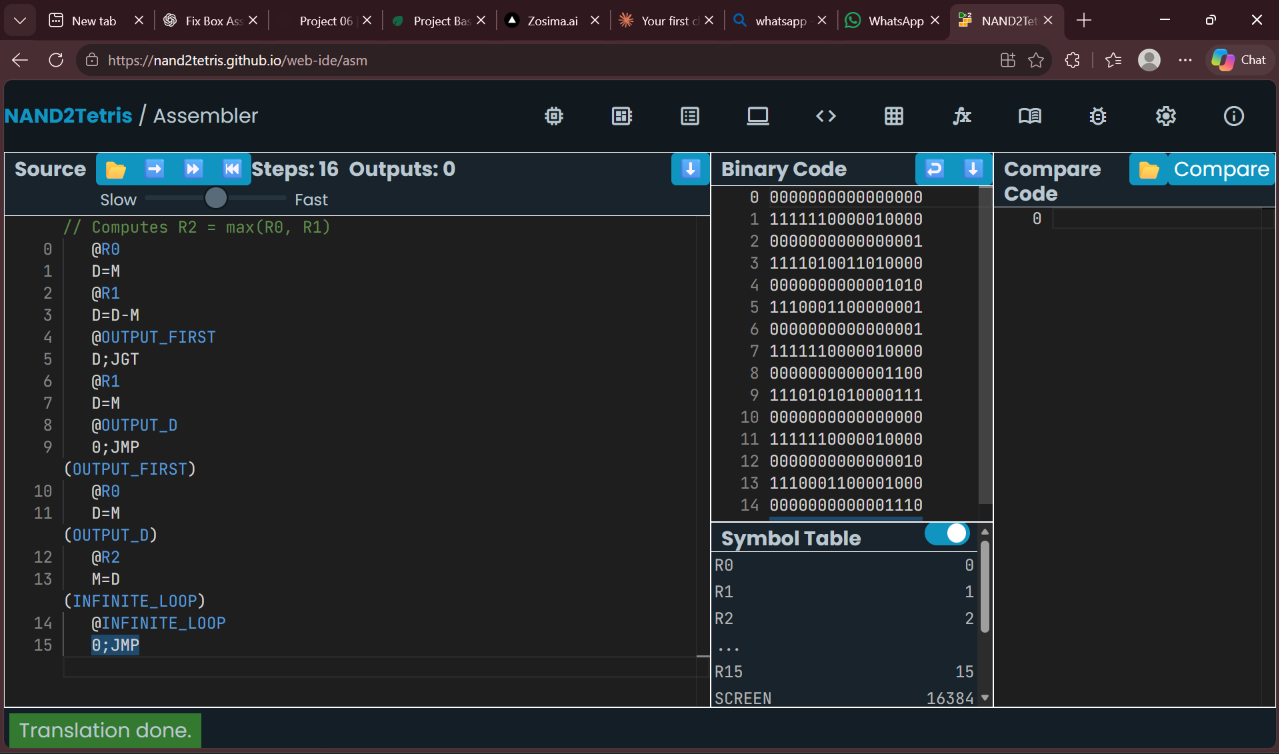 New tab
Fix Box Ass
Project 06
Project Bas
Zosima.ai
Your first c
whatsapp
WhatsApp
NAND2Tet
https://nand2tetris.github.io/web-ide/asm
Chat
NAND2Tetris / Assembler
Source
Steps: 16 Outputs: 0
Slow
Fast
// Computes R2 = max(R0, R1)
0 @R0
1 D=M
2 @R1
3 D=D-M
4 @OUTPUT_FIRST
5 D;JGT
6 @R1
7 D=M
8 @OUTPUT_D
9 0;JMP
(OUTPUT_FIRST)
10 @R0
11 D=M
(OUTPUT_D)
12 @R2
13 M=D
(INFINITE_LOOP)
14 @INFINITE_LOOP
15 0;JMP
Binary Code
0 0000000000000000
1 1111110000010000
2 0000000000000001
3 1111010011010000
4 0000000000001010
5 1110001100000001
6 0000000000000001
7 1111110000010000
8 0000000000001100
9 1110101010000111
10 0000000000000000
11 1111110000010000
12 0000000000000010
13 1110001100001000
14 0000000000001110
Symbol Table
R0 0
R1 1
R2 2
...
R15 15
SCREEN 16384
Compare
Code
Compare
0
Translation done.